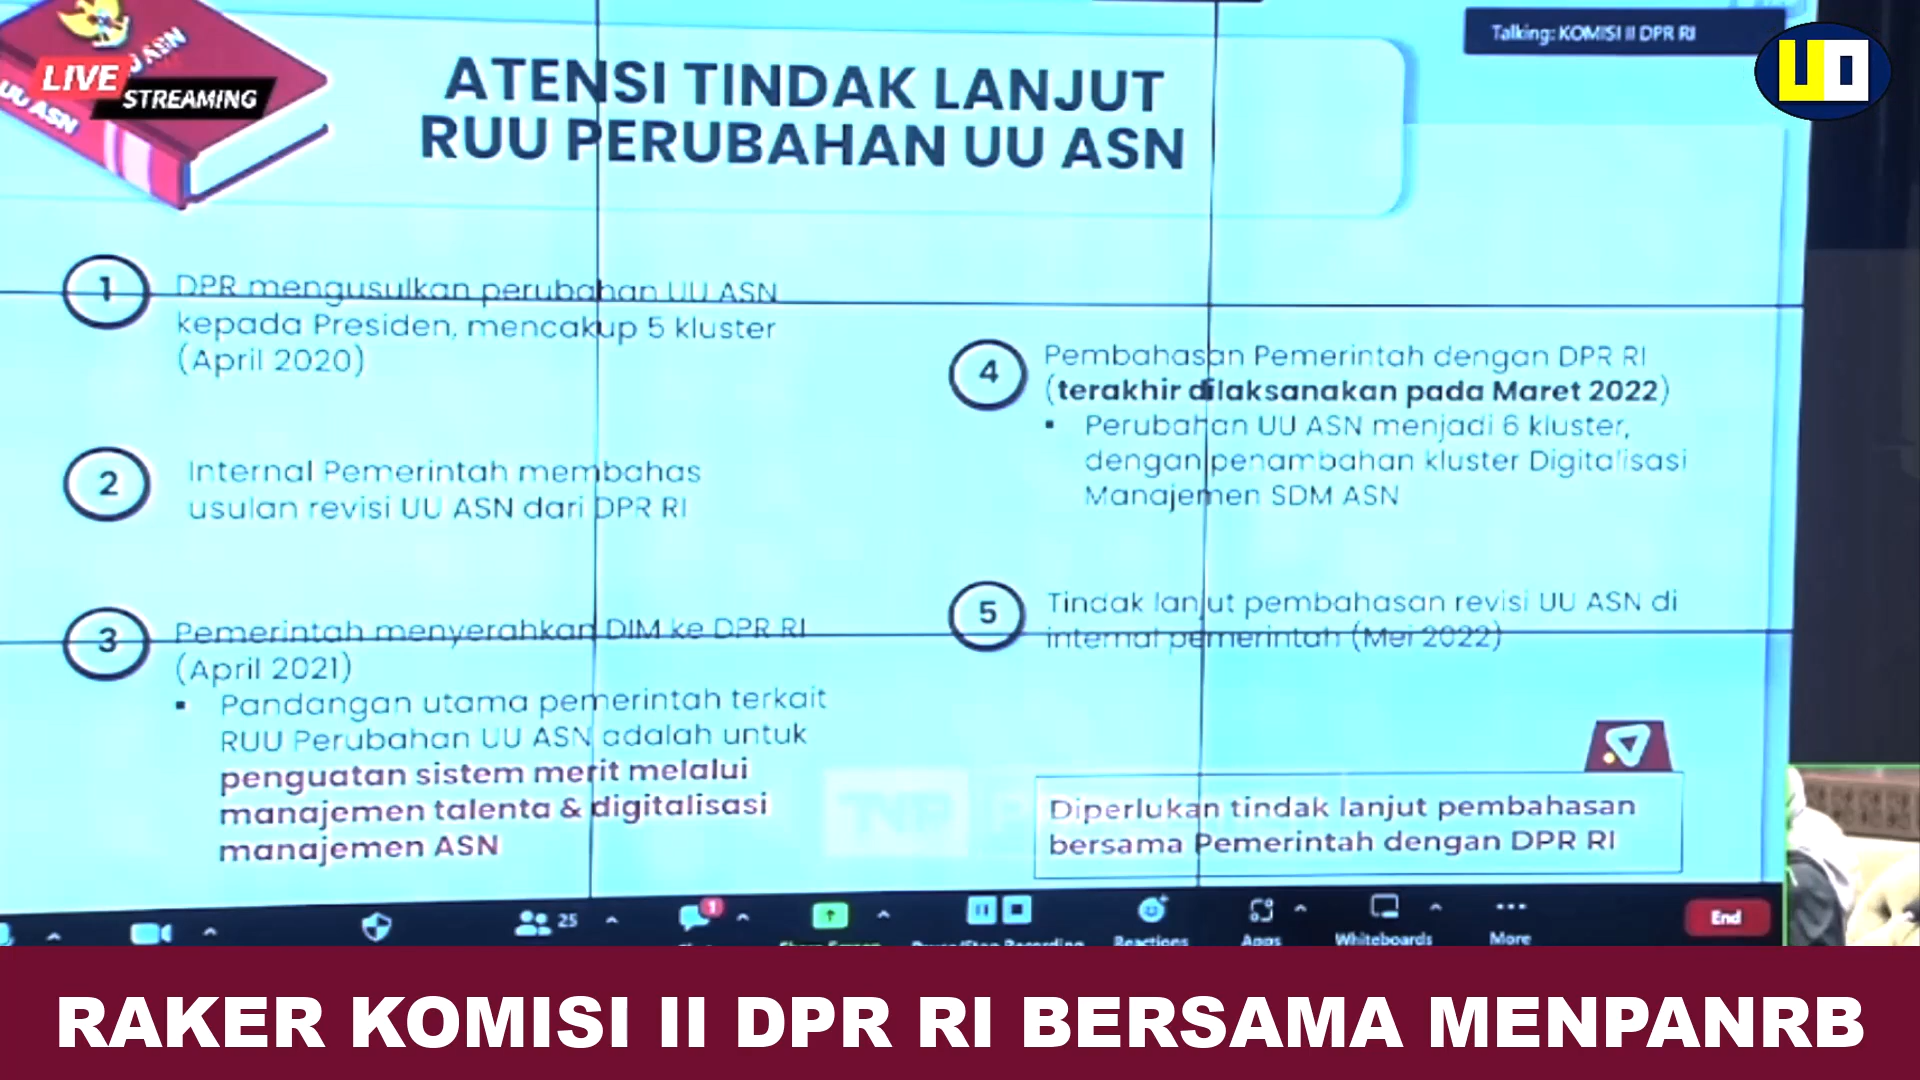 UU ASN
UU ASN
LIVE
STREAMING
Talking: KOMISI II DPR RI
UD
ATENSI TINDAK LANJUT
RUU PERUBAHAN UU ASN
1
DPR mengusulkan perubahan UU ASN
kepada Presiden, mencakup 5 kluster
(April 2020)
2
Internal Pemerintah membahas
usulan revisi UU ASN dari DPR RI
3
Pemerintah menyerahkan DIM ke DPR RI
(April 2021)
▪ Pandangan utama pemerintah terkait
RUU Perubahan UU ASN adalah untuk
penguatan sistem merit melalui
manajemen talenta & digitalisasi
manajemen ASN
4
Pembahasan Pemerintah dengan DPR RI
(terakhir dilaksanakan pada Maret 2022)
▪ Perubahan UU ASN menjadi 6 kluster,
dengan penambahan kluster Digitalisasi
Manajemen SDM ASN
5
Tindak lanjut pembahasan revisi UU ASN di
internal pemerintah (Mei 2022)
Diperlukan tindak lanjut pembahasan
bersama Pemerintah dengan DPR RI
25
1
Reactions
Apps
Whiteboards
More
End
RAKER KOMISI II DPR RI BERSAMA MENPANRB